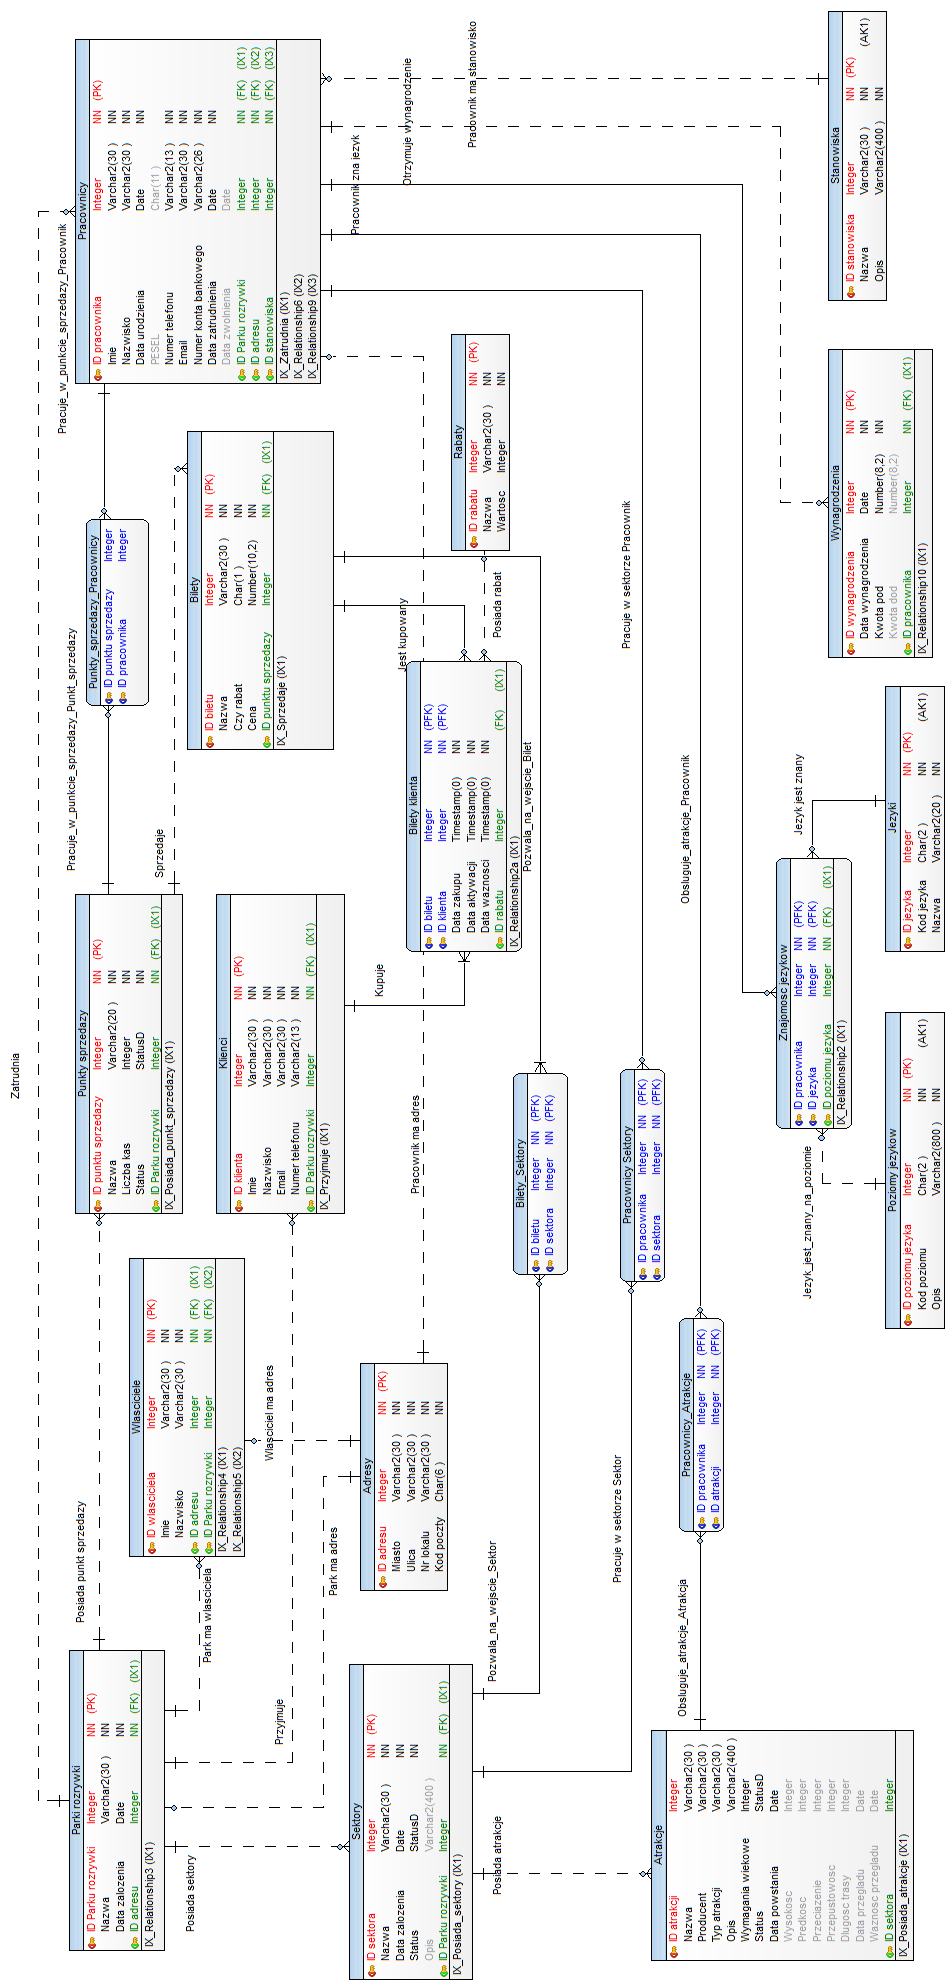 Zatrudnia
Pracuje_w_punkcie_sprzedazy_Pracownik
Pracuje_w_punkcie_sprzedazy_Punkt_sprzedazy
Posiada punkt sprzedazy
Parki rozrywki
ID Parku rozrywki Integer NN (PK)
Nazwa Varchar2(30 ) NN
Data zalozenia Date NN
ID adresu Integer NN (FK) (IX1)
IX_Relationship3 (IX1)
Punkty sprzedazy
ID punktu sprzedazy Integer NN (PK)
Nazwa Varchar2(20 ) NN
Liczba kas Integer NN
Status StatusD NN
ID Parku rozrywki Integer NN (FK) (IX1)
IX_Posiada_punkt_sprzedazy (IX1)
Punkty_sprzedazy_Pracownicy
ID punktu sprzedazy Integer
ID pracownika Integer
Pracownicy
ID pracownika Integer NN (PK)
Imie Varchar2(30 ) NN
Nazwisko Varchar2(30 ) NN
Data urodzenia Date NN
PESEL Char(11 )
Numer telefonu Varchar2(13 ) NN
Email Varchar2(30 ) NN
Numer konta bankowego Varchar2(26 ) NN
Data zatrudnienia Date NN
Data zwolnienia Date
ID Parku rozrywki Integer NN (FK) (IX1)
ID adresu Integer NN (FK) (IX2)
ID stanowiska Integer NN (FK) (IX3)
IX_Zatrudnia (IX1)
IX_Relationship6 (IX2)
IX_Relationship9 (IX3)
Sprzedaje
Wlasciciele
ID wlasciciela Integer NN (PK)
Imie Varchar2(30 ) NN
Nazwisko Varchar2(30 ) NN
ID adresu Integer NN (FK) (IX1)
ID Parku rozrywki Integer NN (FK) (IX2)
IX_Relationship4 (IX1)
IX_Relationship5 (IX2)
Bilety
ID biletu Integer NN (PK)
Nazwa Varchar2(30 ) NN
Czy rabat Char(1 ) NN
Cena Number(10,2) NN
ID punktu sprzedazy Integer NN (FK) (IX1)
IX_Sprzedaje (IX1)
Posiada sektory
Park ma wlasciciela
Klienci
ID klienta Integer NN (PK)
Imie Varchar2(30 ) NN
Nazwisko Varchar2(30 ) NN
Email Varchar2(30 ) NN
Numer telefonu Varchar2(13 ) NN
ID Parku rozrywki Integer NN (FK) (IX1)
IX_Przyjmuje (IX1)
Przyjmuje
Wlasciciel ma adres
Park ma adres
Kupuje
Jest kupowany
Pracownik zna jezyk
Otrzymuje wynagrodzenie
Pracownik ma stanowisko
Adresy
ID adresu Integer NN (PK)
Miasto Varchar2(30 ) NN
Ulica Varchar2(30 ) NN
Nr lokalu Varchar2(30 ) NN
Kod poczty Char(6 ) NN
Pracownik ma adres
Sektory
ID sektora Integer NN (PK)
Nazwa Varchar2(30 ) NN
Data zalozenia Date NN
Status StatusD NN
Opis Varchar2(400 )
ID Parku rozrywki Integer NN (FK) (IX1)
IX_Posiada_sektory (IX1)
Bilety klienta
ID biletu Integer NN (PFK)
ID klienta Integer NN (PFK)
Data zakupu Timestamp(0) NN
Data aktywacji Timestamp(0) NN
Data waznosci Timestamp(0) NN
ID rabatu Integer (FK) (IX1)
IX_Relationship2a (IX1)
Rabaty
ID rabatu Integer NN (PK)
Nazwa Varchar2(30 ) NN
Wartosc Integer NN
Posiada rabat
Posiada atrakcje
Pozwala_na_wejscie_Sektor
Pozwala_na_wejscie_Bilet
Bilety_Sektory
ID biletu Integer NN (PFK)
ID sektora Integer NN (PFK)
Pracuje w sektorze Sektor
Pracuje w sektorze Pracownik
Pracownicy_Sektory
ID pracownika Integer NN (PFK)
ID sektora Integer NN (PFK)
Atrakcje
ID atrakcji Integer
Nazwa Varchar2(30 )
Producent Varchar2(30 )
Typ atrakcji Varchar2(30 )
Opis Varchar2(400 )
Wymagania wiekowe Integer
Status StatusD
Data powstania Date
Wysokosc Integer
Predkosc Integer
Przeciazenie Integer
Przepustowosc Integer
Dlugosc trasy Integer
Data przegladu Date
Waznosc przegladu Date
ID sektora Integer
IX_Posiada_atrakcje (IX1)
Obsluguje_atrakcje_Atrakcja
Obsluguje_atrakcje_Pracownik
Pracownicy_Atrakcje
ID pracownika Integer NN (PFK)
ID atrakcji Integer NN (PFK)
Znajomosc jezykow
ID pracownika Integer NN (PFK)
ID jezyka Integer NN (PFK)
ID poziomu jezyka Integer NN (FK) (IX1)
IX_Relationship2 (IX1)
Jezyk_jest_znany_na_poziomie
Jezyk jest znany
Wynagrodzenia
ID wynagrodzenia Integer NN (PK)
Data wynagrodzenia Date NN
Kwota pod Number(8,2) NN
Kwota dod Number(8,2)
ID pracownika Integer NN (FK) (IX1)
IX_Relationship10 (IX1)
Stanowiska
ID stanowiska Integer NN (PK)
Nazwa Varchar2(30 ) NN (AK1)
Opis Varchar2(400 ) NN
Poziomy jezykow
ID poziomu jezyka Integer NN (PK)
Kod poziomu Char(2 ) NN (AK1)
Opis Varchar2(800 ) NN
Jezyki
ID jezyka Integer NN (PK)
Kod jezyka Char(2 ) NN (AK1)
Nazwa Varchar2(20 ) NN